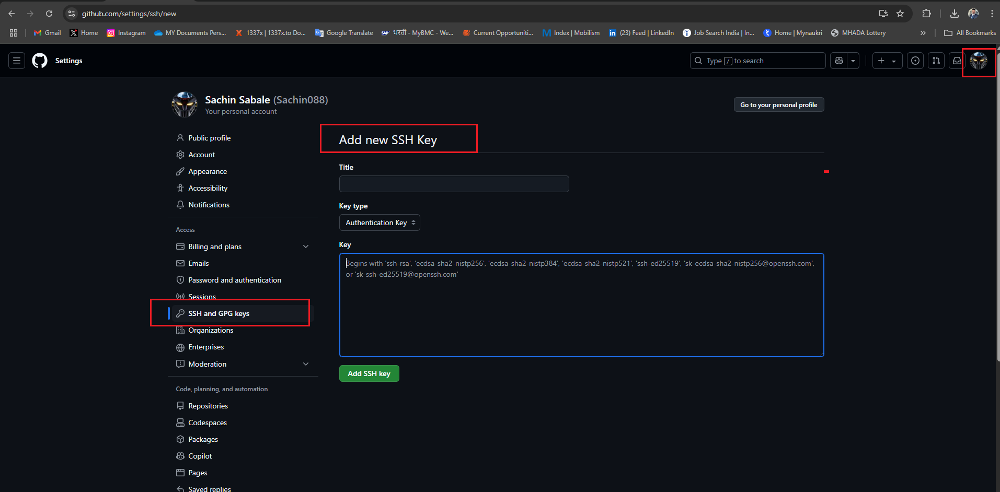 github.com/settings/ssh/new
Gmail
Home
Instagram
MY Documents Pers...
1337x | 1337x.to Do...
Google Translate
SAP भरती - MyBMC - We...
Current Opportuniti...
Index | Mobilism
(23) Feed | LinkedIn
Job Search India | In...
Home | Mynaukri
MHADA Lottery
All Bookmarks
Settings
Type / to search
Sachin Sabale (Sachin088)
Your personal account
Go to your personal profile
Public profile
Account
Appearance
Accessibility
Notifications
Access
Billing and plans
Emails
Password and authentication
Sessions
SSH and GPG keys
Organizations
Enterprises
Moderation
Code, planning, and automation
Repositories
Codespaces
Packages
Copilot
Pages
Saved replies
Add new SSH Key
Title
Key type
Authentication Key
Key
Begins with 'ssh-rsa', 'ecdsa-sha2-nistp256', 'ecdsa-sha2-nistp384', 'ecdsa-sha2-nistp521', 'ssh-ed25519', 'sk-ecdsa-sha2-nistp256@openssh.com',
or 'sk-ssh-ed25519@openssh.com'
Add SSH key